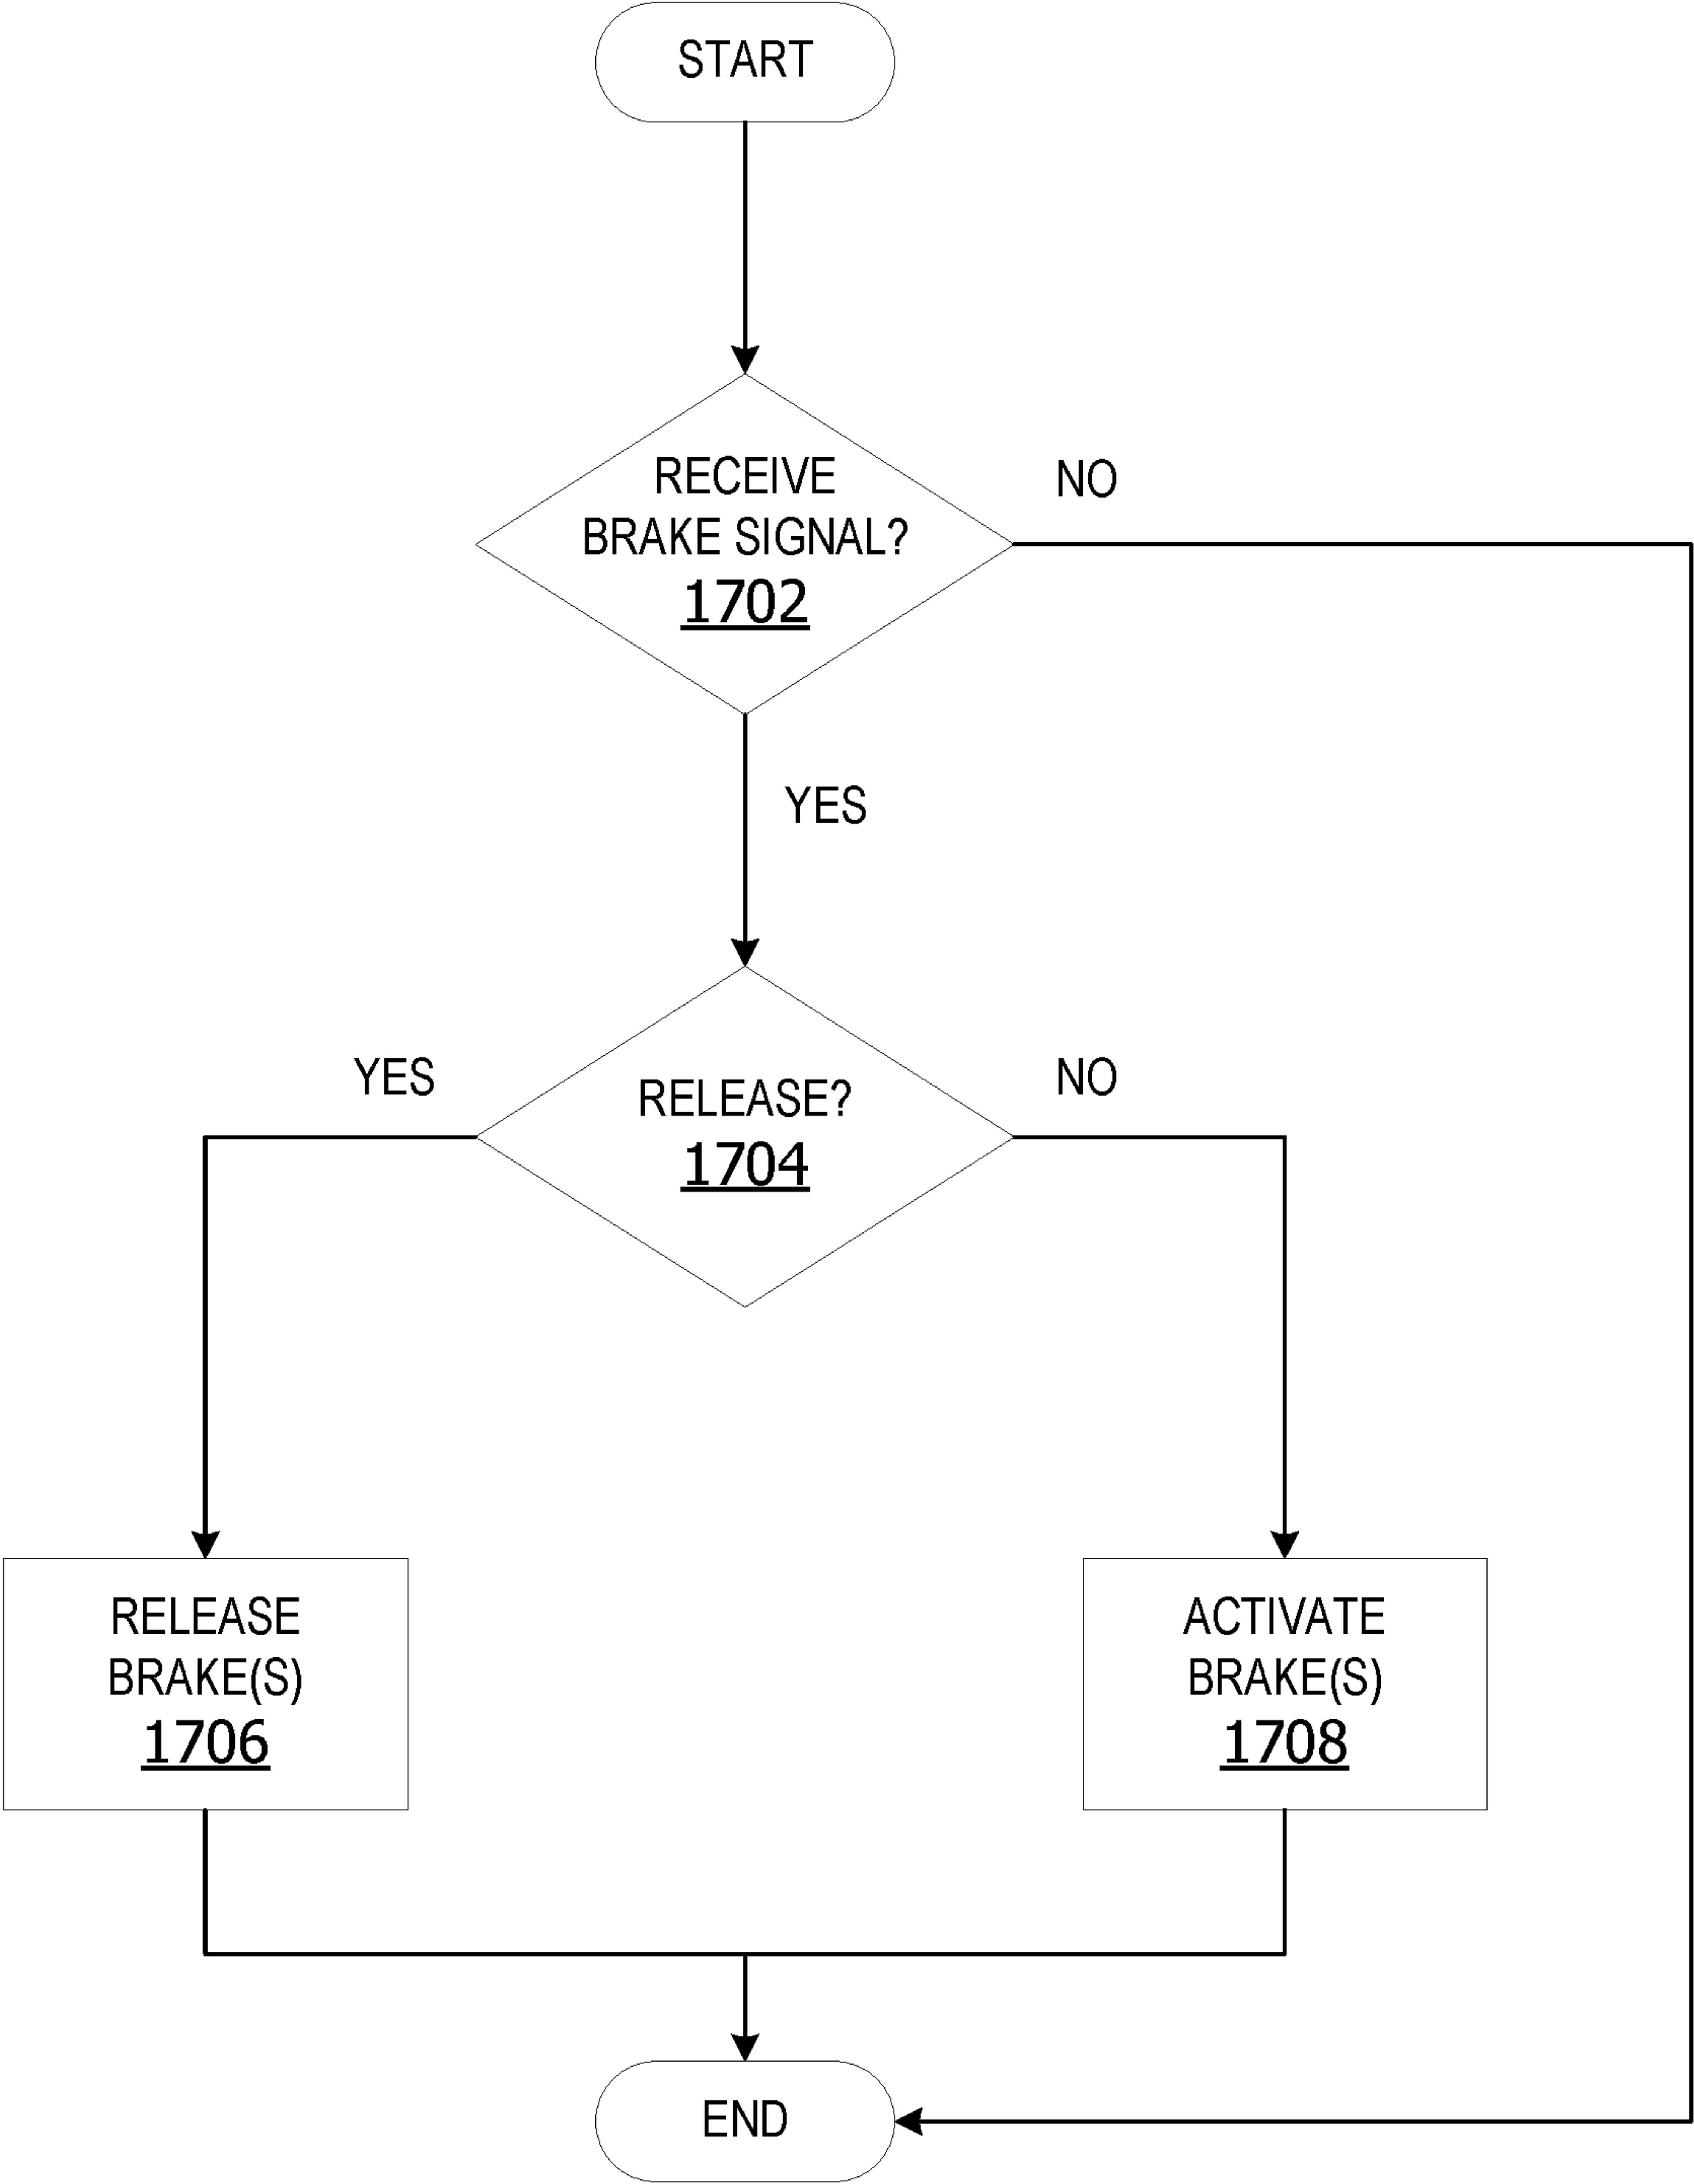 START
RECEIVE
BRAKE SIGNAL?
1702
NO
YES
YES
RELEASE?
1704
NO
RELEASE
BRAKE(S)
1706
ACTIVATE
BRAKE(S)
1708
END